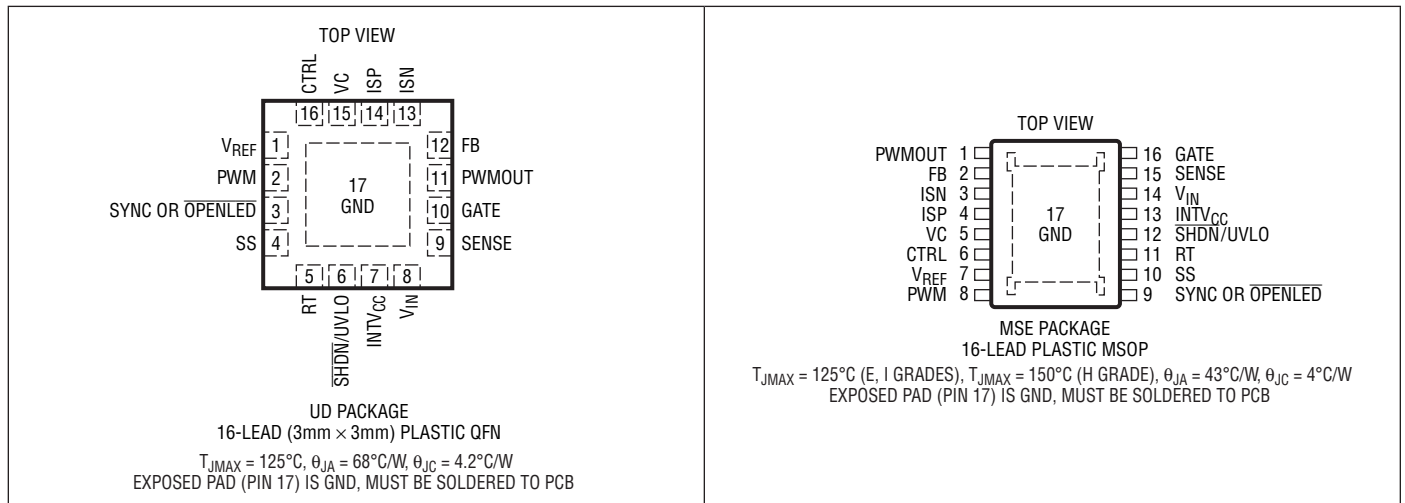 TOP VIEW
CTRL
VC
ISP
ISN
16 15 14 13
VREF 1
PWM 2
SYNC OR OPENLED 3
SS 4
17
GND
12 FB
11 PWMOUT
10 GATE
9 SENSE
5 6 7 8
RT
SHDN/UVLO
INTVCC
VIN
UD PACKAGE
16-LEAD (3mm × 3mm) PLASTIC QFN
TJMAX = 125°C, θJA = 68°C/W, θJC = 4.2°C/W
EXPOSED PAD (PIN 17) IS GND, MUST BE SOLDERED TO PCB
TOP VIEW
PWMOUT 1
FB 2
ISN 3
ISP 4
VC 5
CTRL 6
VREF 7
PWM 8
17
GND
16 GATE
15 SENSE
14 VIN
13 INTVCC
12 SHDN/UVLO
11 RT
10 SS
9 SYNC OR OPENLED
MSE PACKAGE
16-LEAD PLASTIC MSOP
TJMAX = 125°C (E, I GRADES), TJMAX = 150°C (H GRADE), θJA = 43°C/W, θJC = 4°C/W
EXPOSED PAD (PIN 17) IS GND, MUST BE SOLDERED TO PCB